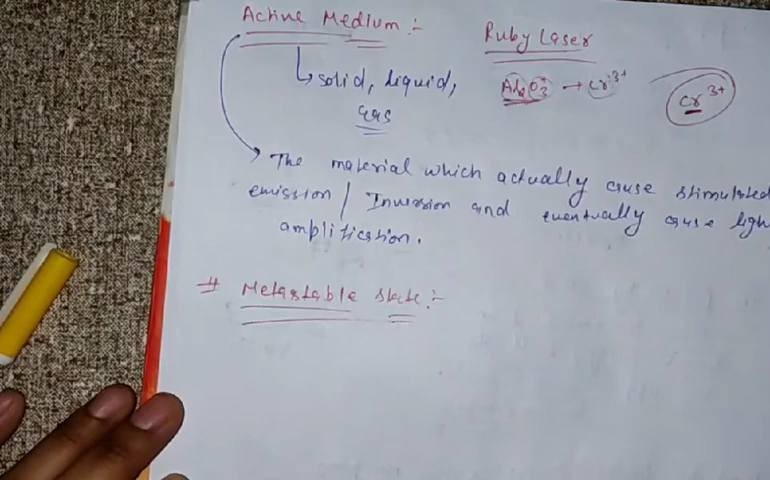 Active Medium :-
Ruby Laser
↳ solid, liquid,
Gas
Al2O3 → Cr3+
Cr3+
The material which actually cause stimulated
emission / Inversion and eventually cause ligh
amplification.
# Metastable state :-